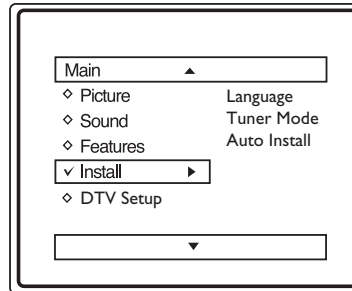 Main
Picture
Sound
Features
Install
DTV Setup
Language
Tuner Mode
Auto Install